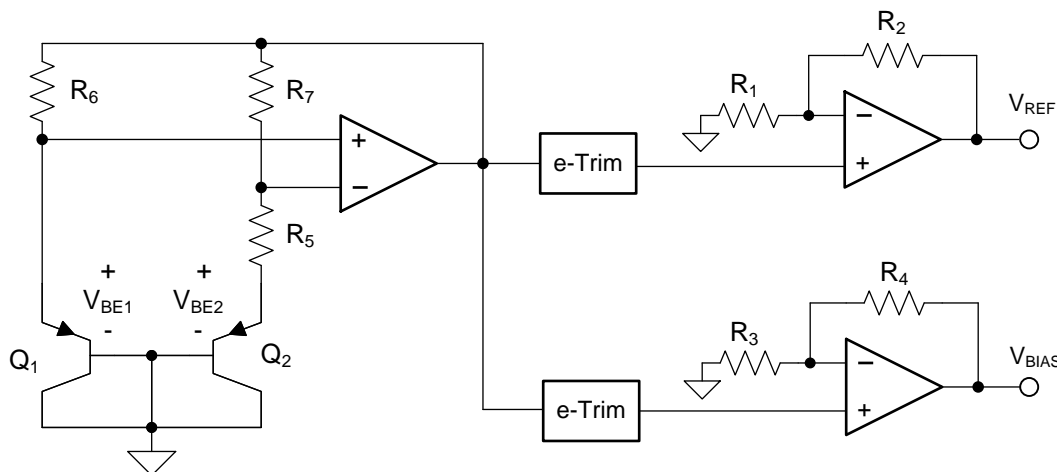 R2
R6
R7
R1
VREF
+
−
−
+
e-Trim
R5
+
VBE1
-
+
VBE2
-
Q1
Q2
R4
R3
VBIAS
−
+
e-Trim